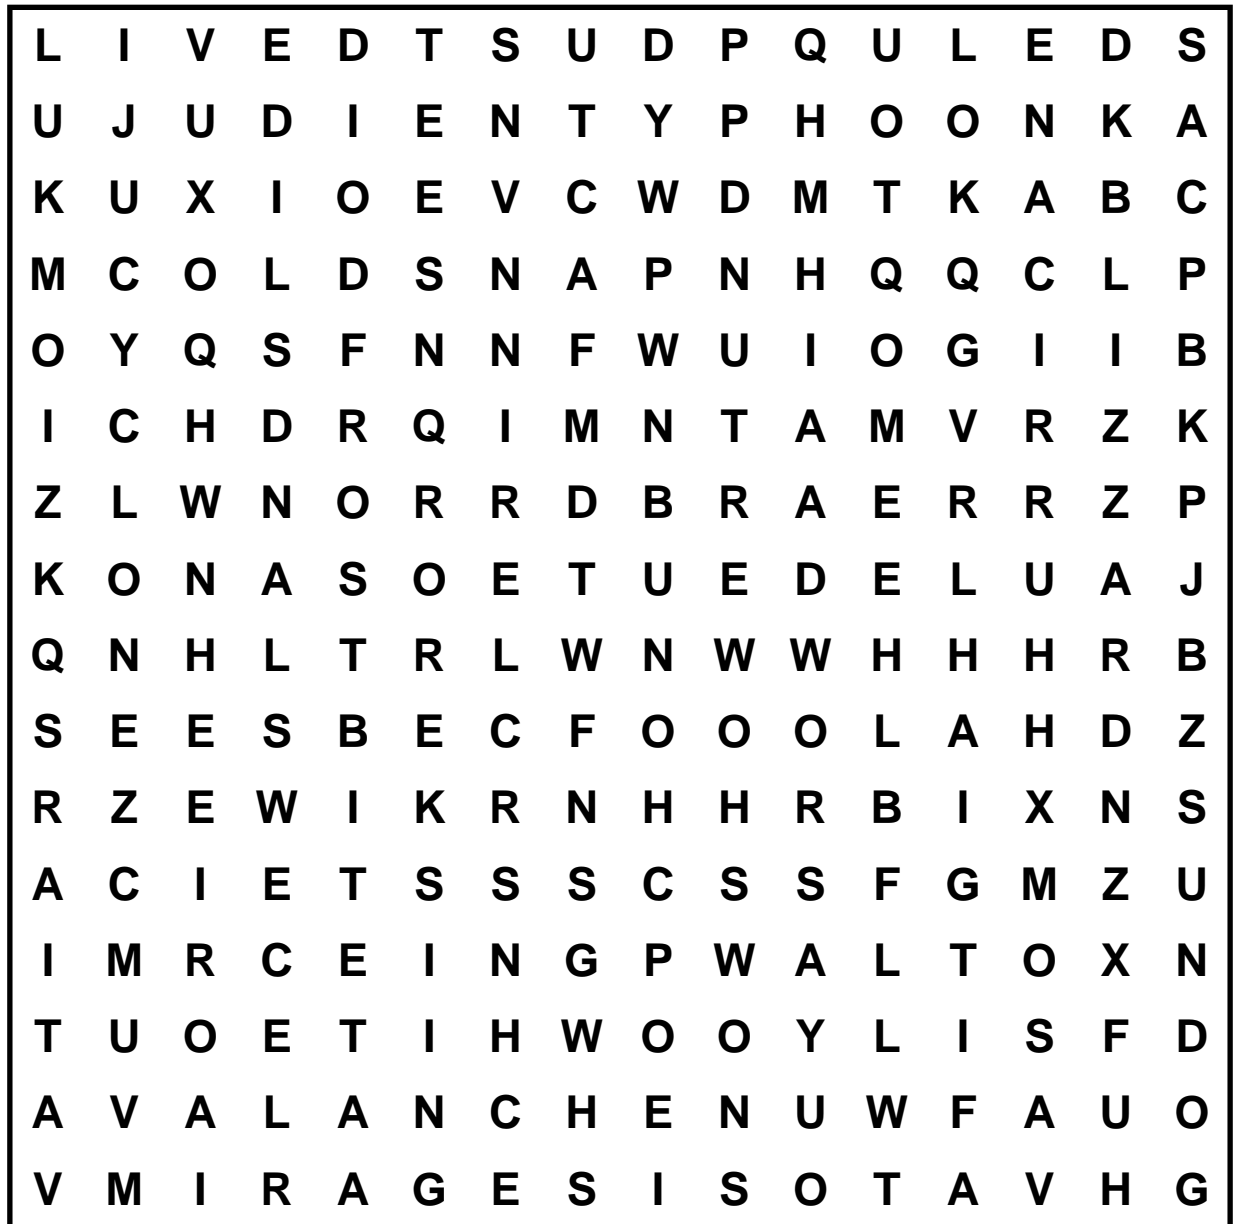 L I V E D T S U D P Q U L E D S
U J U D I E N T Y P H O O N K A
K U X I O E V C W D M T K A B C
M C O L D S N A P N H Q Q C L P
O Y Q S F N N F W U I O G I I B
I C H D R Q I M N T A M V R Z K
Z L W N O R R D B R A E R R Z P
K O N A S O E T U E D E L U A J
Q N H L T R L W N W W H H H R B
S E E S B E C F O O O L A H D Z
R Z E W I K R N H H R B I X N S
A C I E T S S S C S S F G M Z U
I M R C E I N G P W A L T O X N
T U O E T I H W O O Y L I S F D
A V A L A N C H E N U W F A U O
V M I R A G E S I S O T A V H G